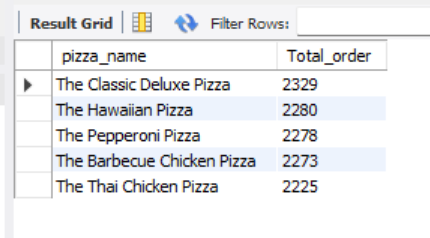 Result Grid Filter Rows:
pizza_name Total_order
The Classic Deluxe Pizza 2329
The Hawaiian Pizza 2280
The Pepperoni Pizza 2278
The Barbecue Chicken Pizza 2273
The Thai Chicken Pizza 2225